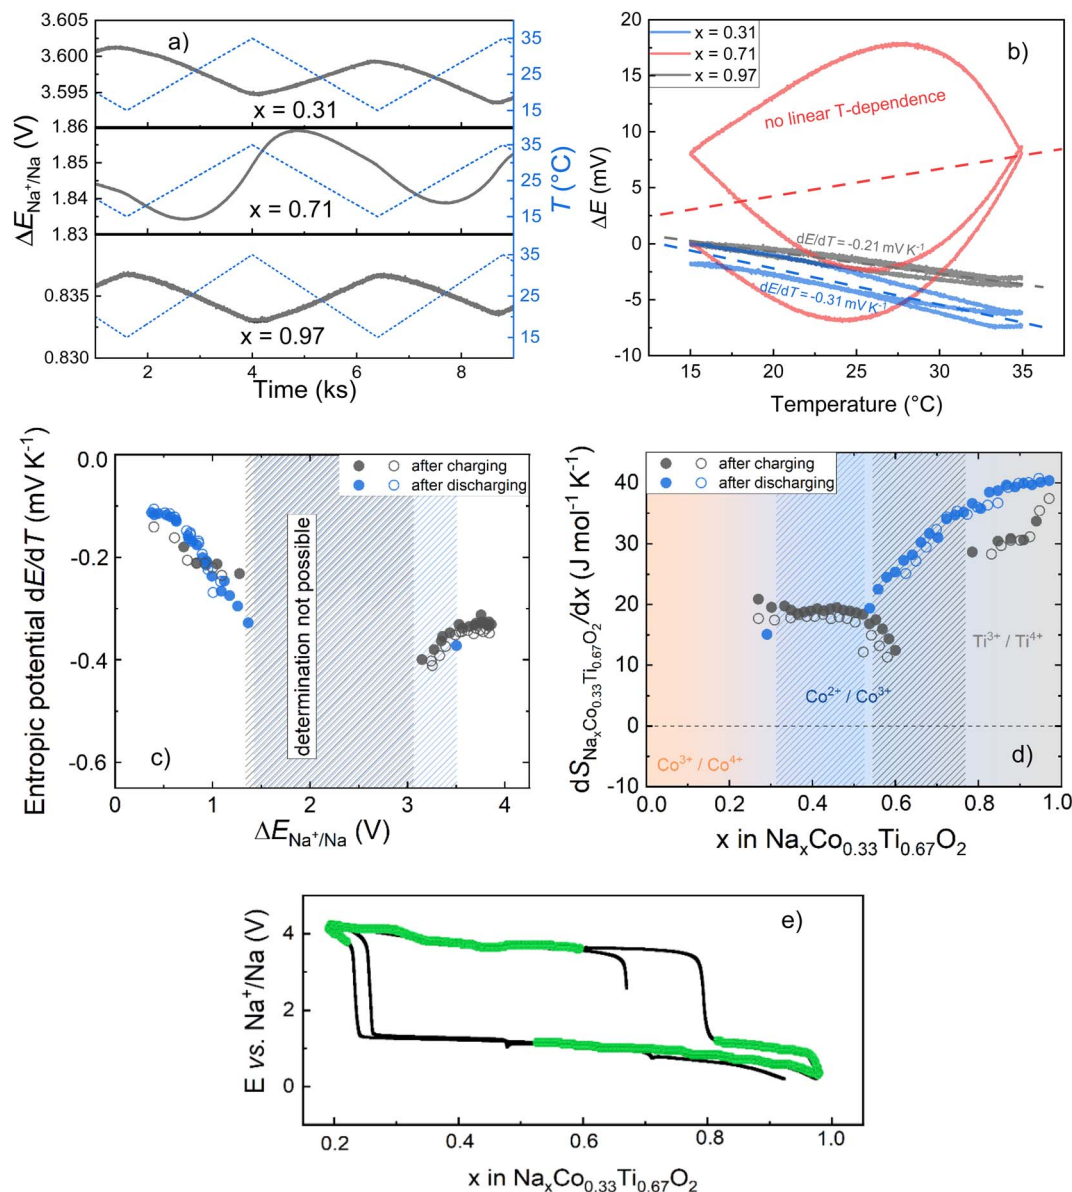 a)
3.605
3.600
3.595
x = 0.31
1.86
1.85
1.84
1.83
x = 0.71
0.835
0.830
x = 0.97
ΔE_Na⁺/Na (V)
35
25
15
35
25
15
35
25
15
T (°C)
2 4 6 8
Time (ks)
b)
x = 0.31
x = 0.71
x = 0.97
20
15
10
5
0
-5
-10
ΔE (mV)
no linear T-dependence
dE/dT = -0.21 mV K⁻¹
dE/dT = -0.31 mV K⁻¹
15 20 25 30 35
Temperature (°C)
c)
after charging
after discharging
determination not possible
0.0
-0.2
-0.4
-0.6
Entropic potential dE/dT (mV K⁻¹)
0 1 2 3 4
ΔE_Na⁺/Na (V)
d)
after charging
after discharging
40
30
20
10
0
-10
dS_NaₓCo₀.₃₃Ti₀.₆₇O₂/dx (J mol⁻¹ K⁻¹)
Ti³⁺ / Ti⁴⁺
Co²⁺ / Co³⁺
Co³⁺ / Co⁴⁺
0.0 0.2 0.4 0.6 0.8 1.0
x in NaₓCo₀.₃₃Ti₀.₆₇O₂
e)
4
2
0
E vs. Na⁺/Na (V)
0.2 0.4 0.6 0.8 1.0
x in NaₓCo₀.₃₃Ti₀.₆₇O₂